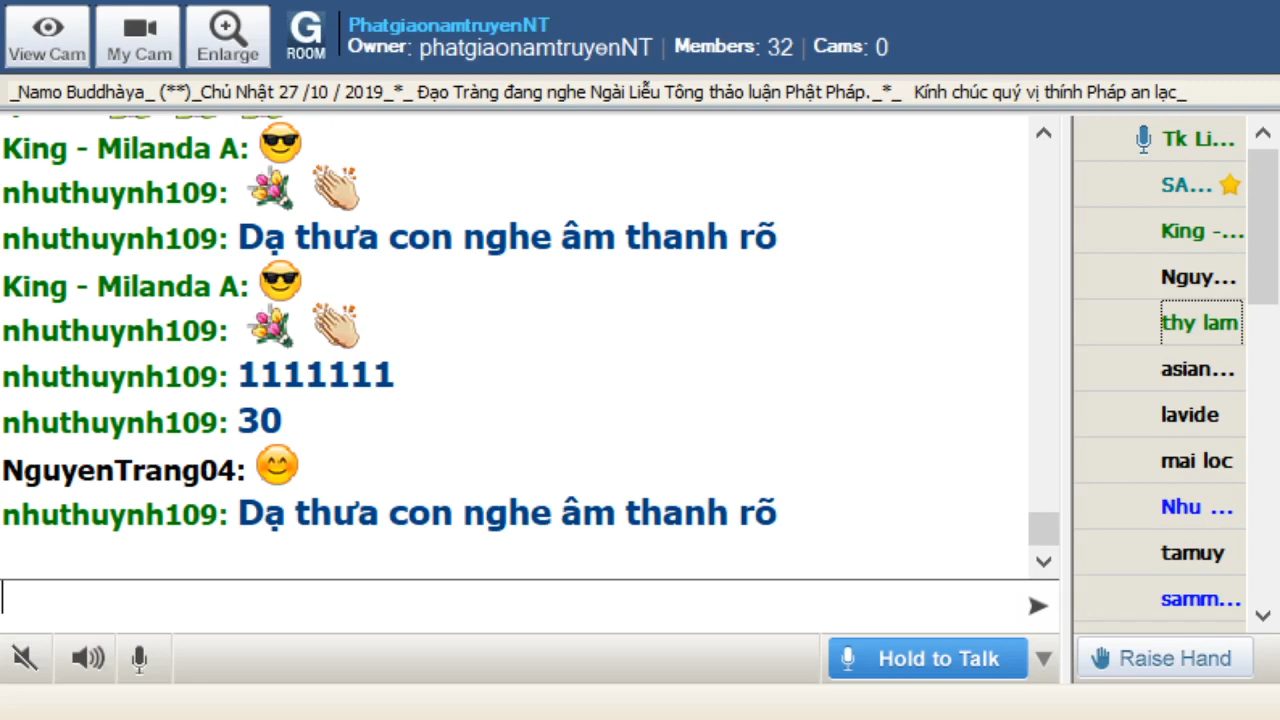 PhatgiaonamtruyenNT
View Cam
My Cam
Enlarge
G ROOM
Owner: phatgiaonamtruyenNT | Members: 32 | Cams: 0
_Namo Buddhàya_ (**)_Chủ Nhật 27 /10 / 2019_*_ Đạo Tràng đang nghe Ngài Liễu Tông thảo luận Phật Pháp._*_ Kính chúc quý vị thính Pháp an lạc_
King - Milanda A:
nhuthuynh109:
nhuthuynh109: Dạ thưa con nghe âm thanh rõ
King - Milanda A:
nhuthuynh109:
nhuthuynh109: 1111111
nhuthuynh109: 30
NguyenTrang04:
nhuthuynh109: Dạ thưa con nghe âm thanh rõ
Tk Li...
SA...
King -...
Nguy...
thy lam
asian...
lavide
mai loc
Nhu ...
tamuy
samm...
Hold to Talk
Raise Hand